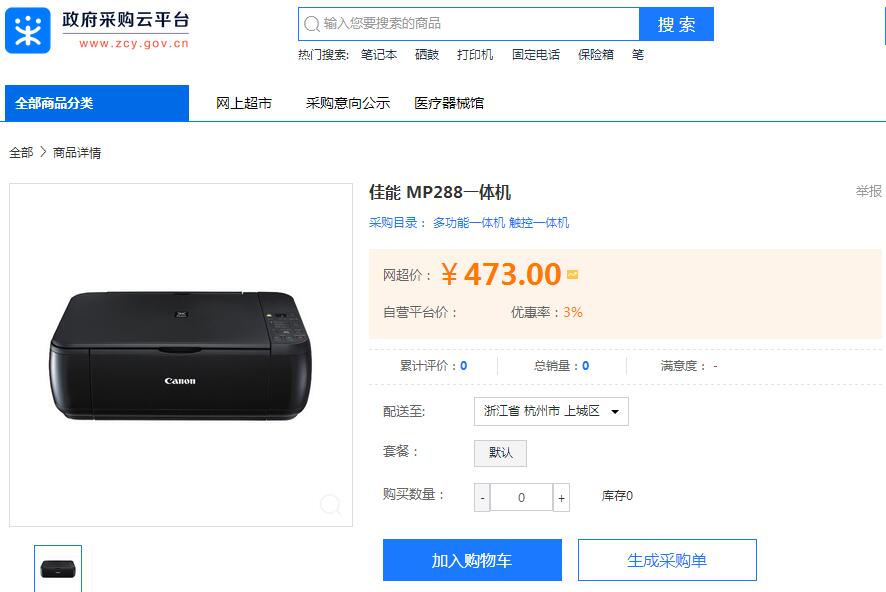 政府采购云平台
www.zcy.gov.cn
输入您要搜索的商品
搜 索
热门搜索: 笔记本 硒鼓 打印机 固定电话 保险箱 笔
全部商品分类 网上超市 采购意向公示 医疗器械馆
全部 > 商品详情
佳能 MP288一体机 举报
采购目录： 多功能一体机 触控一体机
网超价： ￥473.00
自营平台价： 优惠率：3%
累计评价：0 总销量：0 满意度： -
配送至: 浙江省 杭州市 上城区
套餐： 默认
购买数量： - 0 + 库存0
加入购物车 生成采购单
Canon